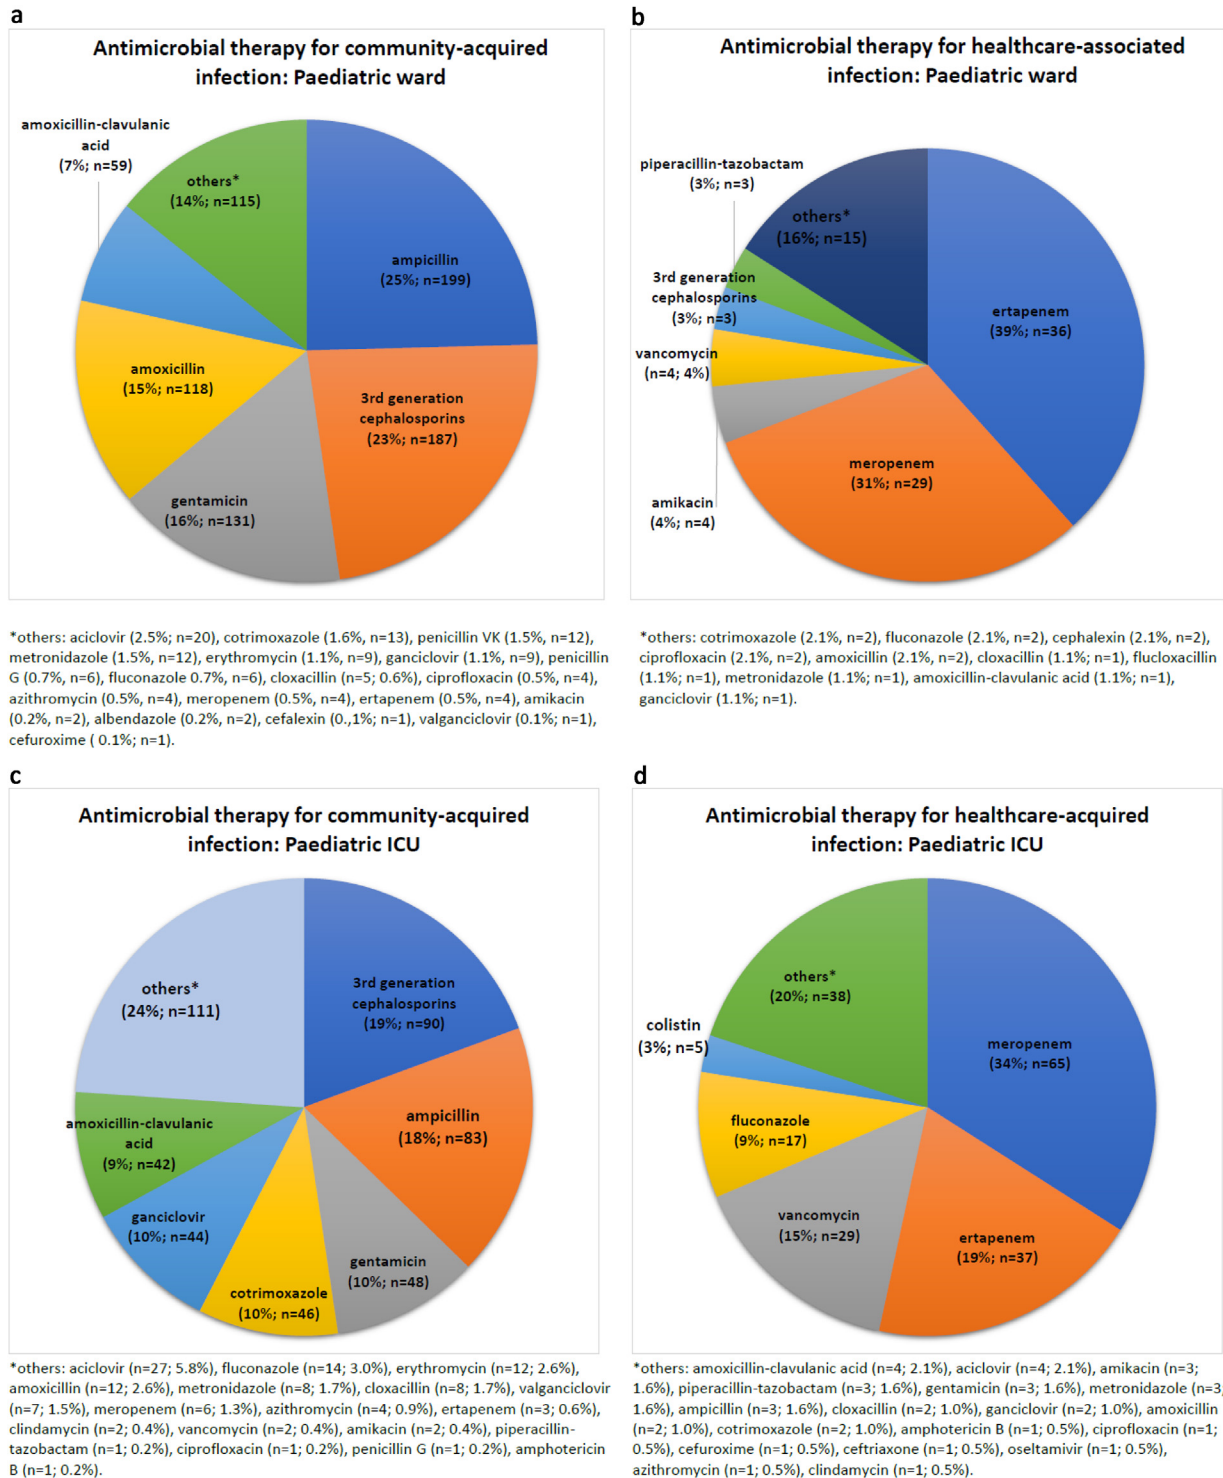 a
Antimicrobial therapy for community-acquired
infection: Paediatric ward
amoxicillin-clavulanic
acid
(7%; n=59)
others*
(14%; n=115)
ampicillin
(25%; n=199)
amoxicillin
(15%; n=118)
3rd generation
cephalosporins
(23%; n=187)
gentamicin
(16%; n=131)
*others: aciclovir (2.5%; n=20), cotrimoxazole (1.6%, n=13), penicillin VK (1.5%, n=12),
metronidazole (1.5%, n=12), erythromycin (1.1%, n=9), ganciclovir (1.1%, n=9), penicillin
G (0.7%, n=6), fluconazole 0.7%, n=6), cloxacillin (n=5; 0.6%), ciprofloxacin (0.5%, n=4),
azithromycin (0.5%, n=4), meropenem (0.5%, n=4), ertapenem (0.5%, n=4), amikacin
(0.2%, n=2), albendazole (0.2%, n=2), cefalexin (0.,1%; n=1), valganciclovir (0.1%; n=1),
cefuroxime ( 0.1%; n=1).
b
Antimicrobial therapy for healthcare-associated
infection: Paediatric ward
piperacillin-tazobactam
(3%; n=3)
others*
(16%; n=15)
3rd generation
cephalosporins
(3%; n=3)
ertapenem
(39%; n=36)
vancomycin
(n=4; 4%)
meropenem
(31%; n=29)
amikacin
(4%; n=4)
*others: cotrimoxazole (2.1%, n=2), fluconazole (2.1%, n=2), cephalexin (2.1%, n=2),
ciprofloxacin (2.1%, n=2), amoxicillin (2.1%, n=2), cloxacillin (1.1%; n=1), flucloxacillin
(1.1%; n=1), metronidazole (1.1%; n=1), amoxicillin-clavulanic acid (1.1%; n=1),
ganciclovir (1.1%; n=1).
c
Antimicrobial therapy for community-acquired
infection: Paediatric ICU
others*
(24%; n=111)
3rd generation
cephalosporins
(19%; n=90)
ampicillin
(18%; n=83)
amoxicillin-clavulanic
acid
(9%; n=42)
ganciclovir
(10%; n=44)
gentamicin
(10%; n=48)
cotrimoxazole
(10%; n=46)
*others: aciclovir (n=27; 5.8%), fluconazole (n=14; 3.0%), erythromycin (n=12; 2.6%),
amoxicillin (n=12; 2.6%), metronidazole (n=8; 1.7%), cloxacillin (n=8; 1.7%), valganciclovir
(n=7; 1.5%), meropenem (n=6; 1.3%), azithromycin (n=4; 0.9%), ertapenem (n=3; 0.6%),
clindamycin (n=2; 0.4%), vancomycin (n=2; 0.4%), amikacin (n=2; 0.4%), piperacillin-
tazobactam (n=1; 0.2%), ciprofloxacin (n=1; 0.2%), penicillin G (n=1; 0.2%), amphotericin
B (n=1; 0.2%).
d
Antimicrobial therapy for healthcare-acquired
infection: Paediatric ICU
others*
(20%; n=38)
colistin
(3%; n=5)
meropenem
(34%; n=65)
fluconazole
(9%; n=17)
vancomycin
(15%; n=29)
ertapenem
(19%; n=37)
*others: amoxicillin-clavulanic acid (n=4; 2.1%), aciclovir (n=4; 2.1%), amikacin (n=3;
1.6%), piperacillin-tazobactam (n=3; 1.6%), gentamicin (n=3; 1.6%), metronidazole (n=3;
1.6%), ampicillin (n=3; 1.6%), cloxacillin (n=2; 1.0%), ganciclovir (n=2; 1.0%), amoxicillin
(n=2; 1.0%), cotrimoxazole (n=2; 1.0%), amphotericin B (n=1; 0.5%), ciprofloxacin (n=1;
0.5%), cefuroxime (n=1; 0.5%), ceftriaxone (n=1; 0.5%), oseltamivir (n=1; 0.5%),
azithromycin (n=1; 0.5%), clindamycin (n=1; 0.5%).